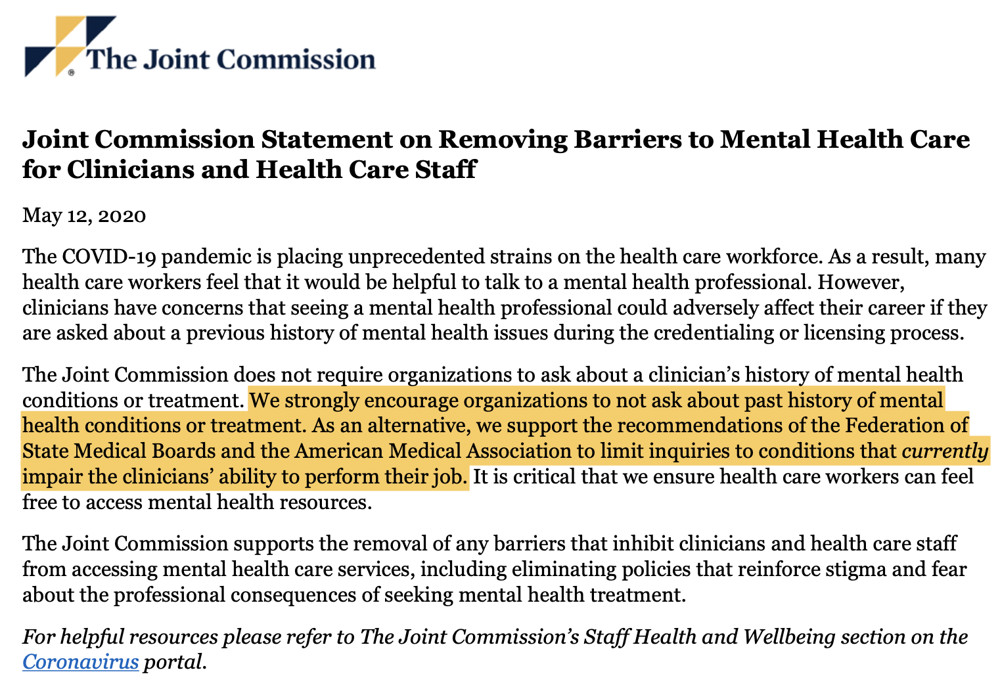 The Joint Commission
®
Joint Commission Statement on Removing Barriers to Mental Health Care
for Clinicians and Health Care Staff
May 12, 2020
The COVID-19 pandemic is placing unprecedented strains on the health care workforce. As a result, many
health care workers feel that it would be helpful to talk to a mental health professional. However,
clinicians have concerns that seeing a mental health professional could adversely affect their career if they
are asked about a previous history of mental health issues during the credentialing or licensing process.
The Joint Commission does not require organizations to ask about a clinician’s history of mental health
conditions or treatment. We strongly encourage organizations to not ask about past history of mental
health conditions or treatment. As an alternative, we support the recommendations of the Federation of
State Medical Boards and the American Medical Association to limit inquiries to conditions that currently
impair the clinicians’ ability to perform their job. It is critical that we ensure health care workers can feel
free to access mental health resources.
The Joint Commission supports the removal of any barriers that inhibit clinicians and health care staff
from accessing mental health care services, including eliminating policies that reinforce stigma and fear
about the professional consequences of seeking mental health treatment.
For helpful resources please refer to The Joint Commission’s Staff Health and Wellbeing section on the
Coronavirus portal.